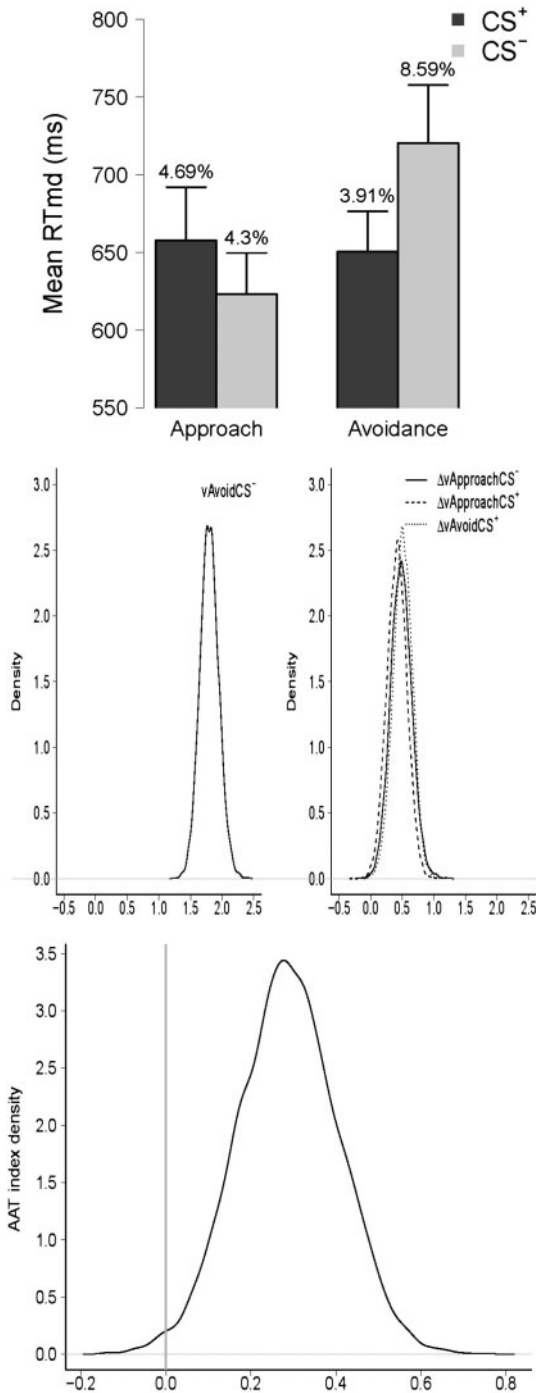 800
CS⁺
CS⁻
8.59%
750
4.69%
700
3.91%
4.3%
650
600
550
Mean RTmd (ms)
Approach Avoidance
3.0
vAvoidCS⁻
2.5
2.0
1.5
1.0
0.5
0.0
Density
−0.5 0.0 0.5 1.0 1.5 2.0 2.5
ΔvApproachCS⁻
ΔvApproachCS⁺
ΔvAvoidCS⁺
3.0
2.5
2.0
1.5
1.0
0.5
0.0
Density
−0.5 0.0 0.5 1.0 1.5 2.0 2.5
3.5
3.0
2.5
2.0
1.5
1.0
0.5
0.0
AAT index density
−0.2 0.0 0.2 0.4 0.6 0.8